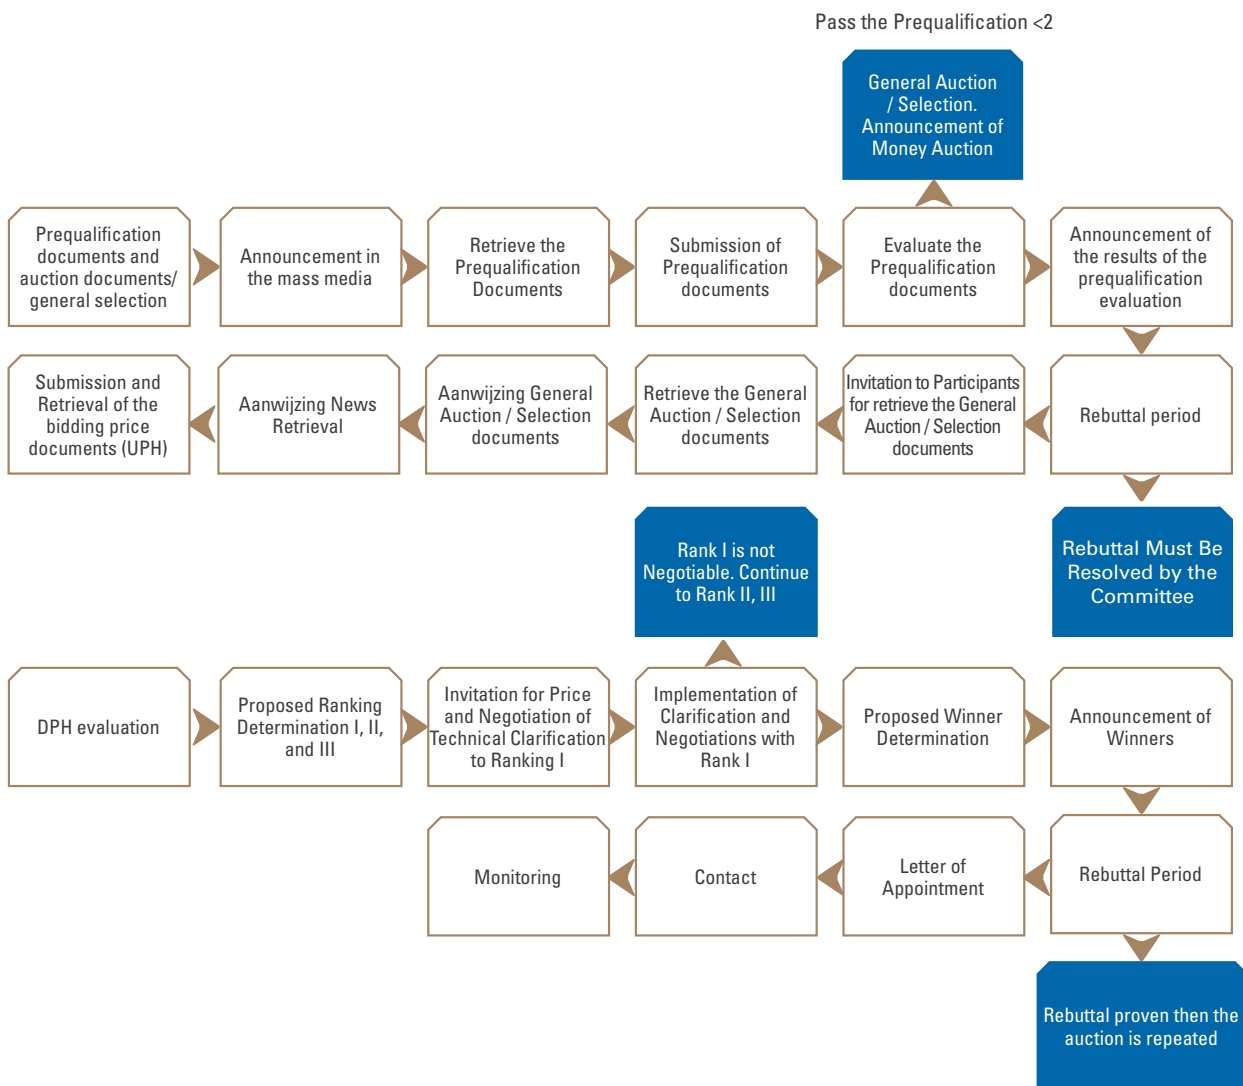 Pass the Prequalification <2
General Auction
/ Selection.
Announcement of
Money Auction
Prequalification
documents and
auction documents/
general selection
Announcement in
the mass media
Retrieve the
Prequalification
Documents
Submission of
Prequalification
documents
Evaluate the
Prequalification
documents
Announcement of
the results of the
prequalification
evaluation
Submission and
Retrieval of the
bidding price
documents (UPH)
Aanwijzing News
Retrieval
Aanwijzing General
Auction / Selection
documents
Retrieve the General
Auction / Selection
documents
Invitation to Participants
for retrieve the General
Auction / Selection
documents
Rebuttal period
Rank I is not
Negotiable. Continue
to Rank II, III
Rebuttal Must Be
Resolved by the
Committee
DPH evaluation
Proposed Ranking
Determination I, II,
and III
Invitation for Price
and Negotiation of
Technical Clarification
to Ranking I
Implementation of
Clarification and
Negotiations with
Rank I
Proposed Winner
Determination
Announcement of
Winners
Monitoring
Contact
Letter of
Appointment
Rebuttal Period
Rebuttal proven then the
auction is repeated